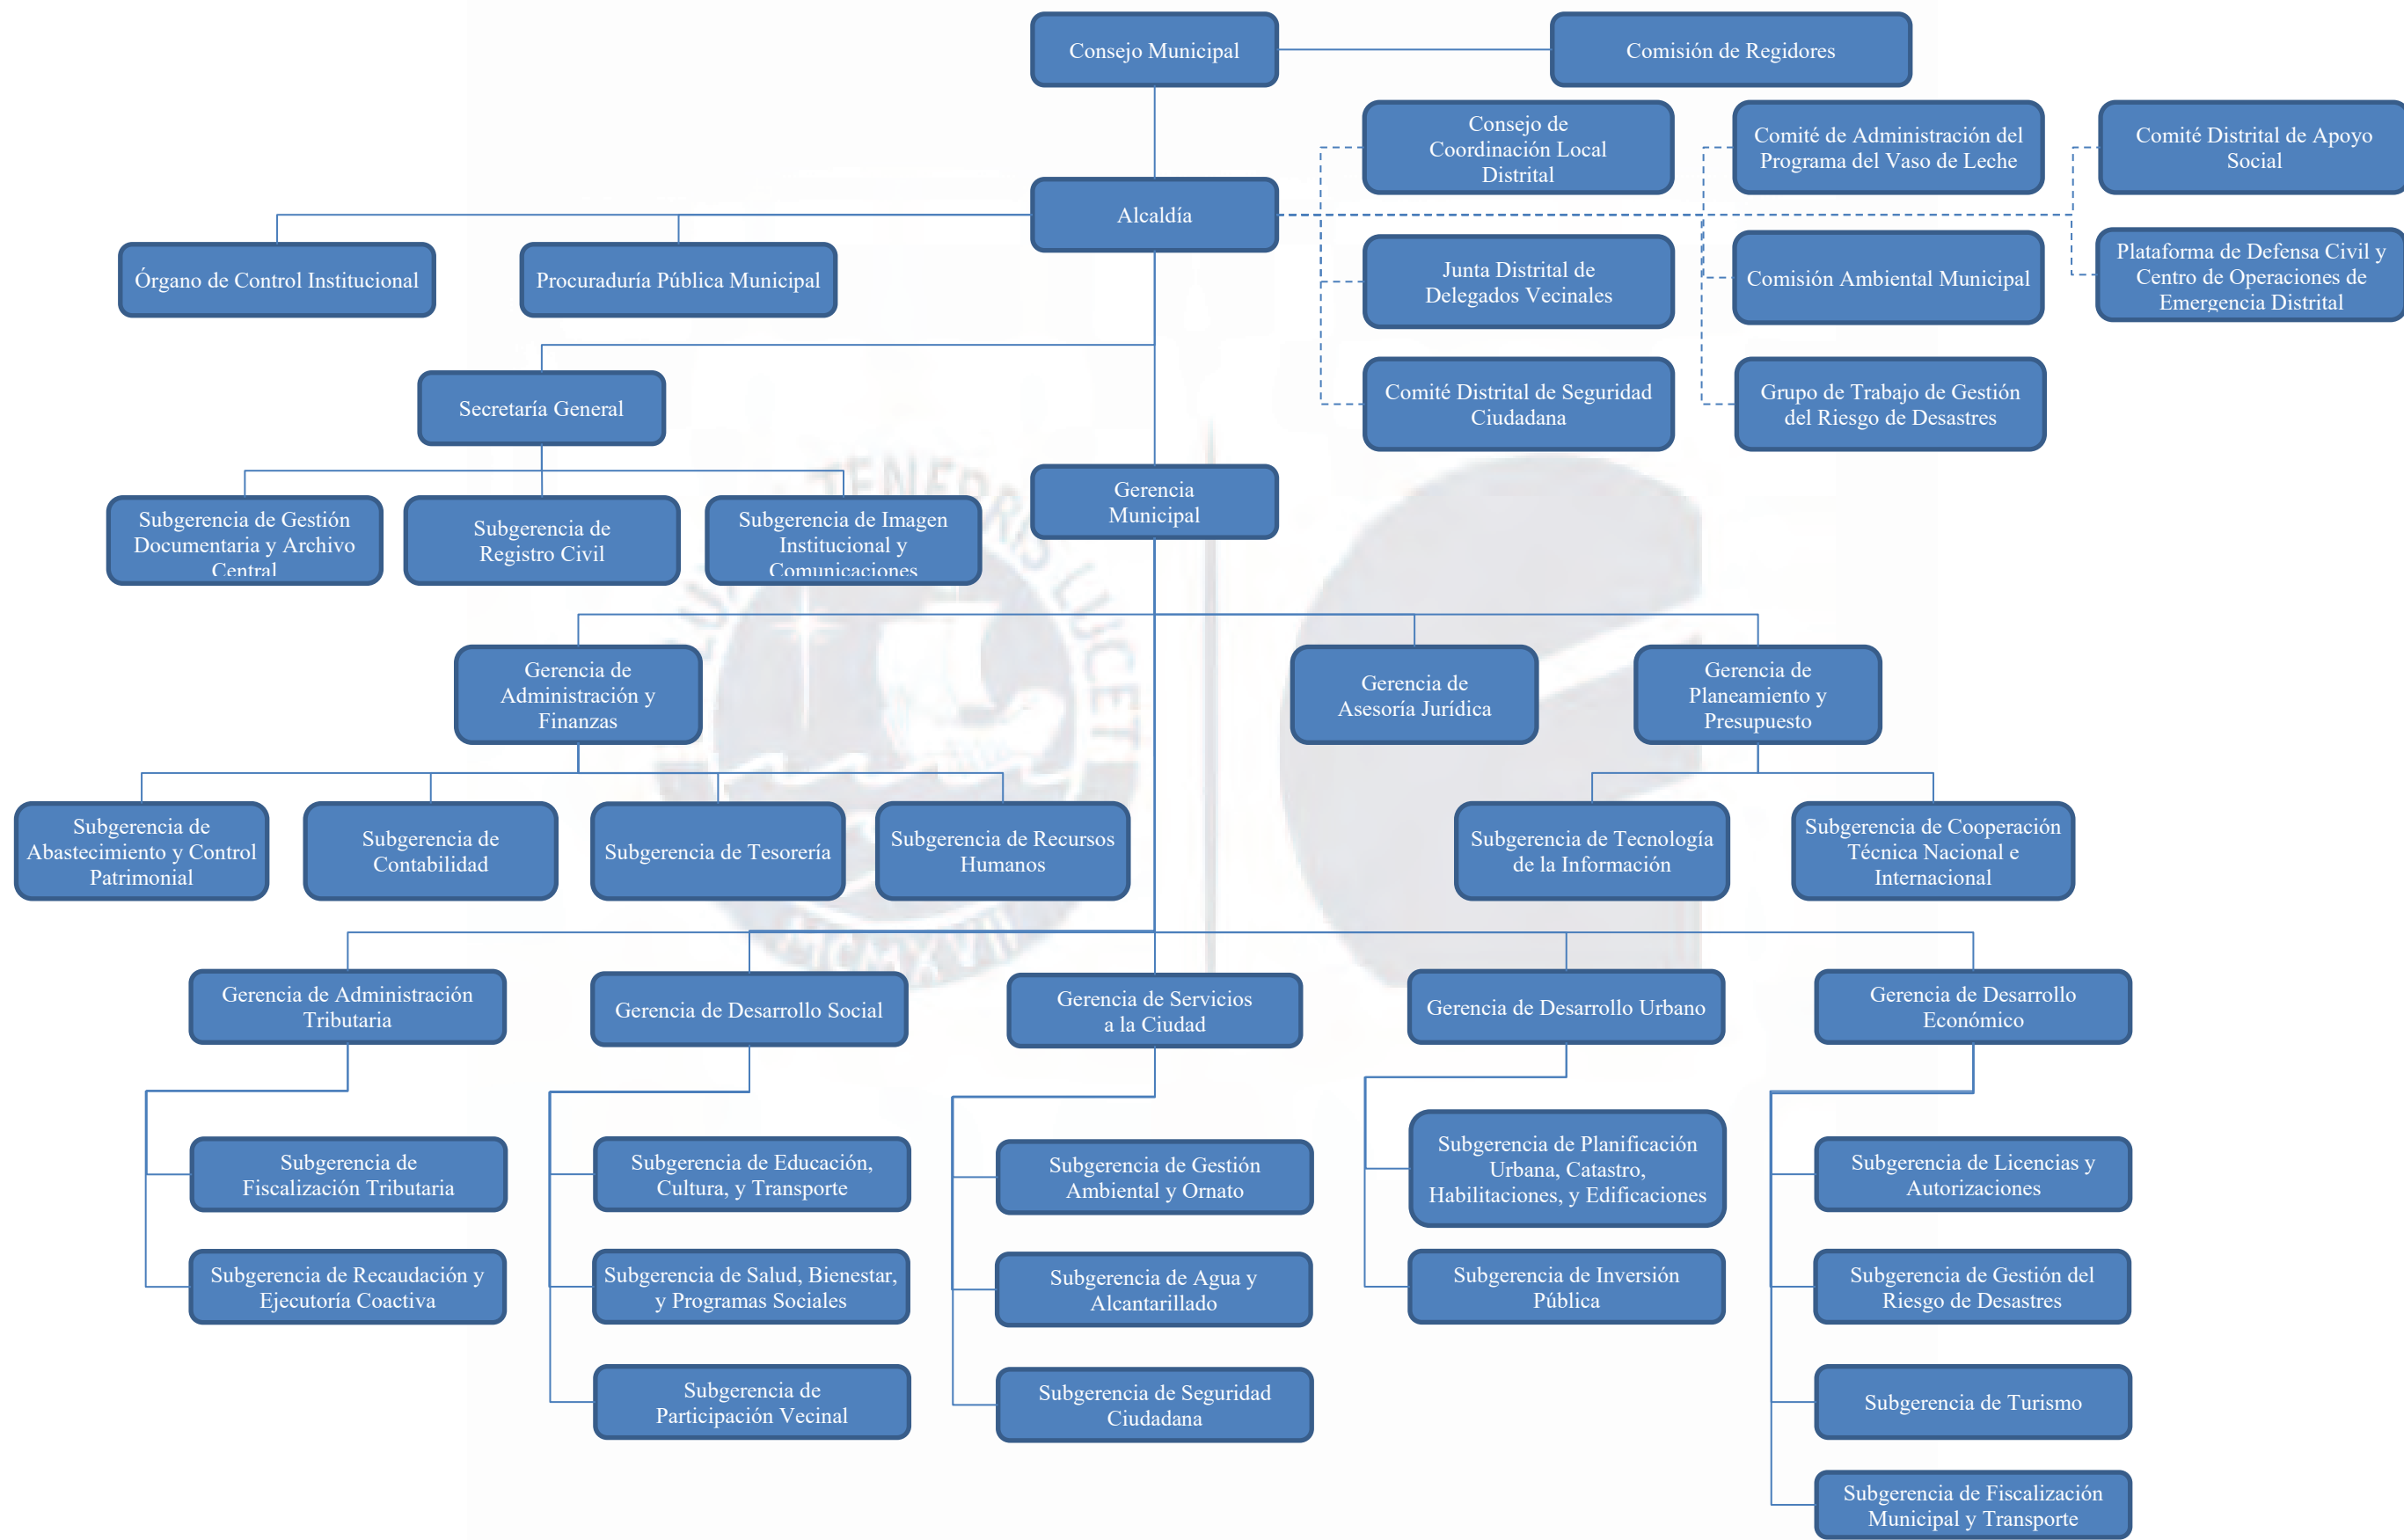 Consejo Municipal
Comisión de Regidores
Consejo de
Coordinación Local
Distrital
Comité de Administración del
Programa del Vaso de Leche
Comité Distrital de Apoyo
Social
Alcaldía
Órgano de Control Institucional
Procuraduría Pública Municipal
Junta Distrital de
Delegados Vecinales
Comisión Ambiental Municipal
Plataforma de Defensa Civil y
Centro de Operaciones de
Emergencia Distrital
Secretaría General
Comité Distrital de Seguridad
Ciudadana
Grupo de Trabajo de Gestión
del Riesgo de Desastres
Subgerencia de Gestión
Documentaria y Archivo
Central
Subgerencia de
Registro Civil
Subgerencia de Imagen
Institucional y
Comunicaciones
Gerencia
Municipal
TENEBRIS LUCET
MCMXVII
Gerencia de
Administración y
Finanzas
Gerencia de
Asesoría Jurídica
Gerencia de
Planeamiento y
Presupuesto
Subgerencia de
Abastecimiento y Control
Patrimonial
Subgerencia de
Contabilidad
Subgerencia de Tesorería
Subgerencia de Recursos
Humanos
Subgerencia de Tecnología
de la Información
Subgerencia de Cooperación
Técnica Nacional e
Internacional
Gerencia de Administración
Tributaria
Gerencia de Desarrollo Social
Gerencia de Servicios
a la Ciudad
Gerencia de Desarrollo Urbano
Gerencia de Desarrollo
Económico
Subgerencia de
Fiscalización Tributaria
Subgerencia de Educación,
Cultura, y Transporte
Subgerencia de Gestión
Ambiental y Ornato
Subgerencia de Planificación
Urbana, Catastro,
Habilitaciones, y Edificaciones
Subgerencia de Licencias y
Autorizaciones
Subgerencia de Recaudación y
Ejecutoría Coactiva
Subgerencia de Salud, Bienestar,
y Programas Sociales
Subgerencia de Agua y
Alcantarillado
Subgerencia de Inversión
Pública
Subgerencia de Gestión del
Riesgo de Desastres
Subgerencia de
Participación Vecinal
Subgerencia de Seguridad
Ciudadana
Subgerencia de Turismo
Subgerencia de Fiscalización
Municipal y Transporte